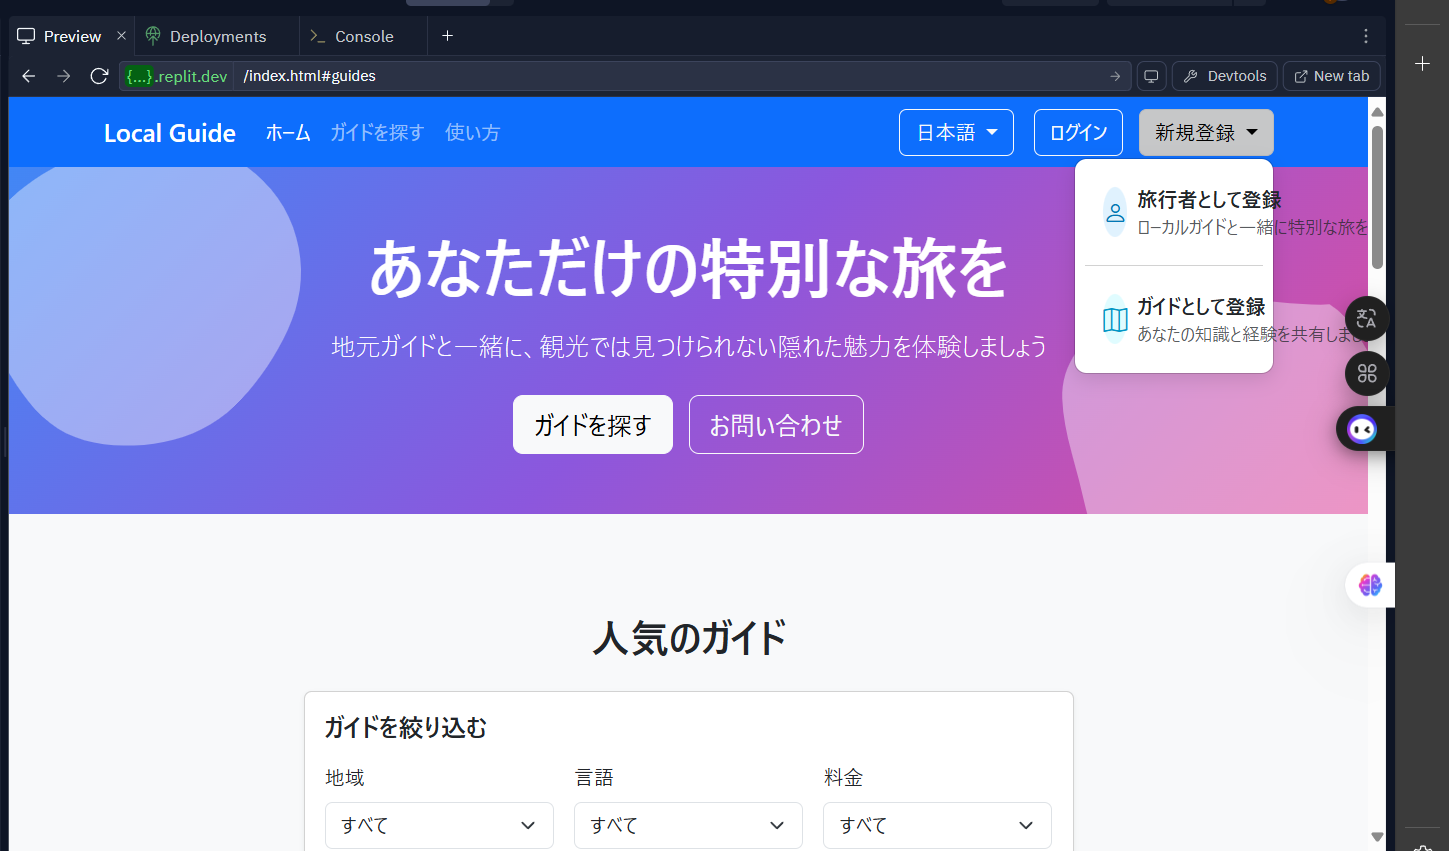 Preview
Deployments
Console
{...}.replit.dev
/index.html#guides
Devtools
New tab
Local Guide
ホーム
ガイドを探す
使い方
日本語
ログイン
新規登録
旅行者として登録
ローカルガイドと一緒に特別な旅を
ガイドとして登録
あなたの知識と経験を共有しま
あなただけの特別な旅を
地元ガイドと一緒に、観光では見つけられない隠れた魅力を体験しましょう
ガイドを探す
お問い合わせ
人気のガイド
ガイドを絞り込む
地域
言語
料金
すべて
すべて
すべて